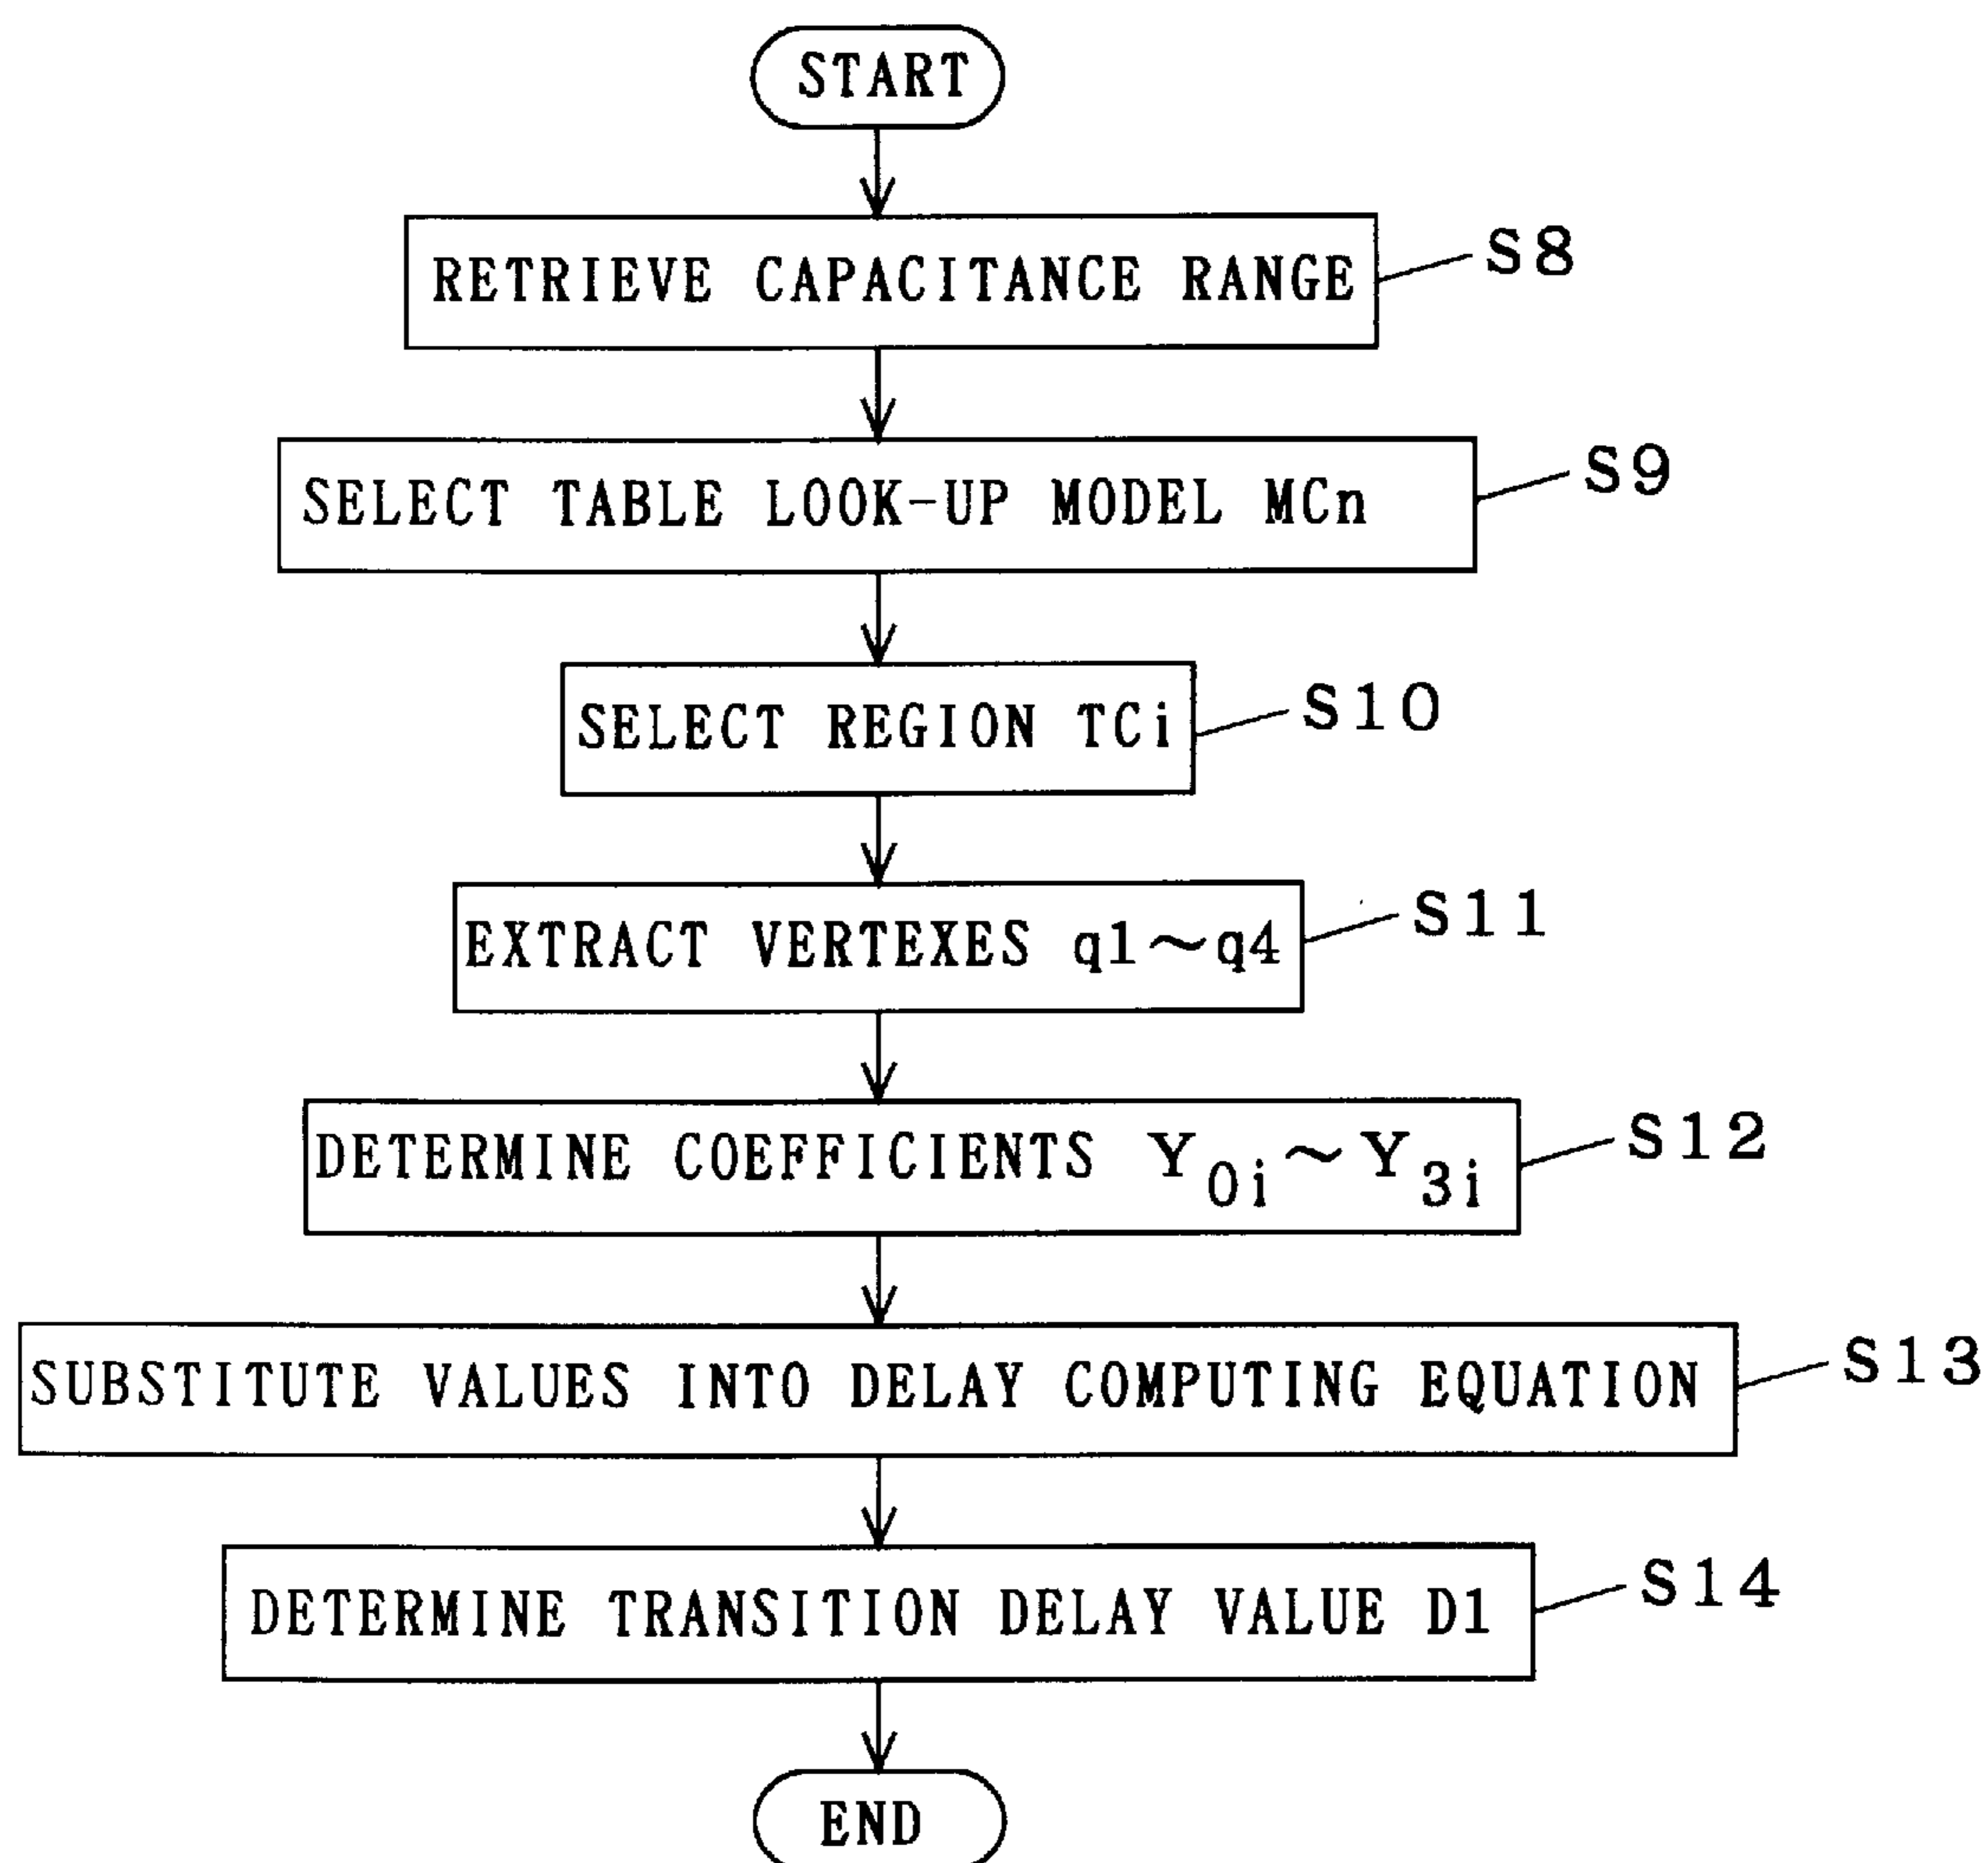 START
RETRIEVE CAPACITANCE RANGE
S8
SELECT TABLE LOOK-UP MODEL MCn
S9
SELECT REGION TCi
S10
EXTRACT VERTEXES q1～q4
S11
DETERMINE COEFFICIENTS Y0i～Y3i
S12
SUBSTITUTE VALUES INTO DELAY COMPUTING EQUATION
S13
DETERMINE TRANSITION DELAY VALUE D1
S14
END